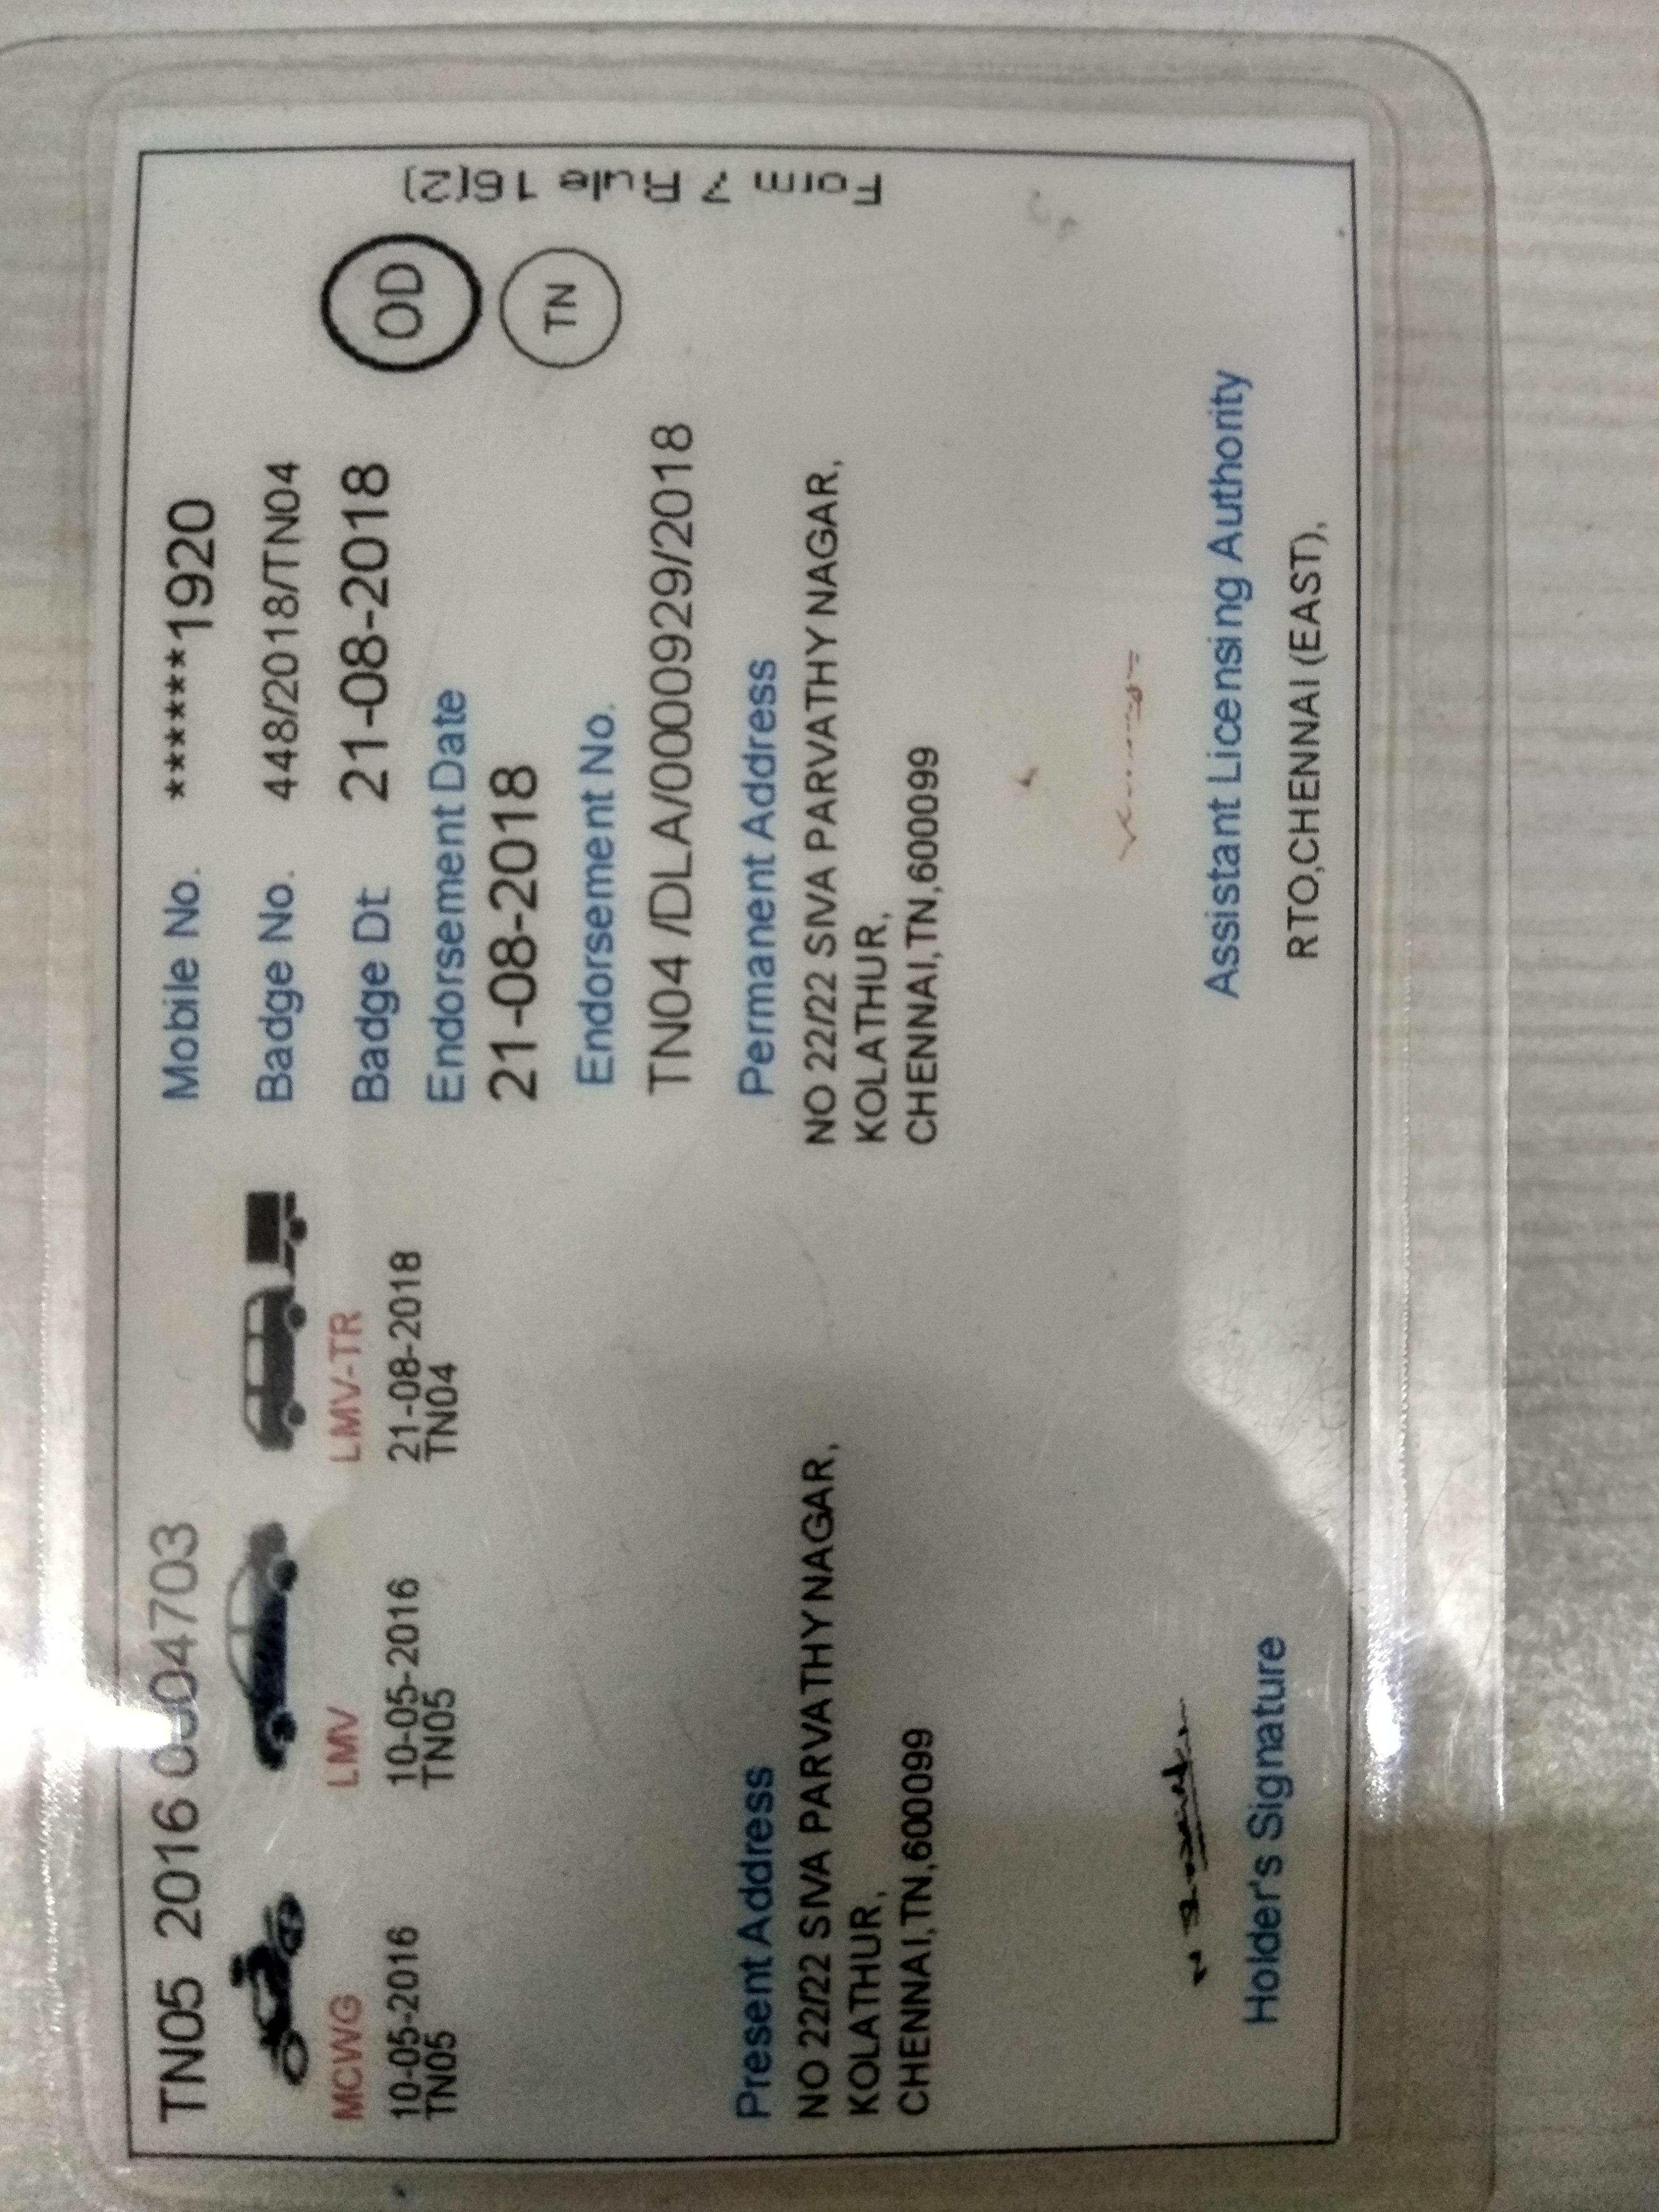 TN05 2016 0004703
Mobile No. ******1920
Badge No. 448/2018/TN04
Badge Dt 21-08-2018
MCWG
10-05-2016
TN05
LMV
10-05-2016
TN05
LMV-TR
21-08-2018
TN04
Endorsement Date
21-08-2018
Endorsement No.
TN04 /DLA/0000929/2018
OD
TN
Form 7 Rule 16(2)
Present Address
NO 22/22 SIVA PARVATHY NAGAR,
KOLATHUR,
CHENNAI,TN,600099
Permanent Address
NO 22/22 SIVA PARVATHY NAGAR,
KOLATHUR,
CHENNAI,TN,600099
Holder's Signature
Assistant Licensing Authority
RTO,CHENNAI (EAST),